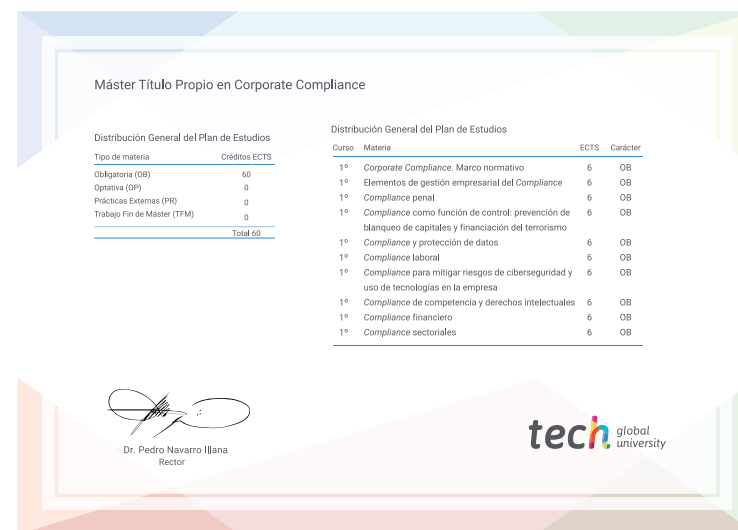 Máster Título Propio en Corporate Compliance
Distribución General del Plan de Estudios
Tipo de materia Créditos ECTS
Obligatoria (OB) 60
Optativa (OP) 0
Prácticas Externas (PR) 0
Trabajo Fin de Máster (TFM) 0
Total 60
Distribución General del Plan de Estudios
Curso Materia ECTS Carácter
1º Corporate Compliance. Marco normativo 6 OB
1º Elementos de gestión empresarial del Compliance 6 OB
1º Compliance penal 6 OB
1º Compliance como función de control: prevención de 6 OB
blanqueo de capitales y financiación del terrorismo
1º Compliance y protección de datos 6 OB
1º Compliance laboral 6 OB
1º Compliance para mitigar riesgos de ciberseguridad y 6 OB
uso de tecnologías en la empresa
1º Compliance de competencia y derechos intelectuales 6 OB
1º Compliance financiero 6 OB
1º Compliance sectoriales 6 OB
Dr. Pedro Navarro Illana
Rector
tech global
university